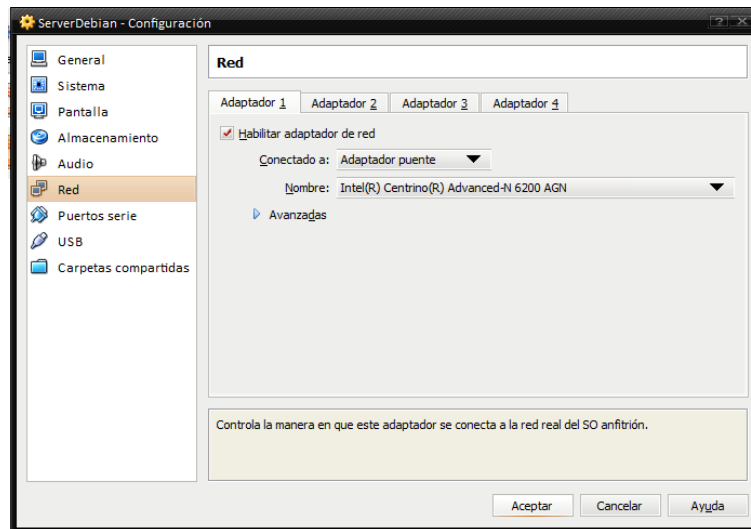 ServerDebian - Configuración
General
Sistema
Pantalla
Almacenamiento
Audio
Red
Puertos serie
USB
Carpetas compartidas
Red
Adaptador 1 Adaptador 2 Adaptador 3 Adaptador 4
Habilitar adaptador de red
Conectado a: Adaptador puente
Nombre: Intel(R) Centrino(R) Advanced-N 6200 AGN
Avanzadas
Controla la manera en que este adaptador se conecta a la red real del SO anfitrión.
Aceptar Cancelar Ayuda